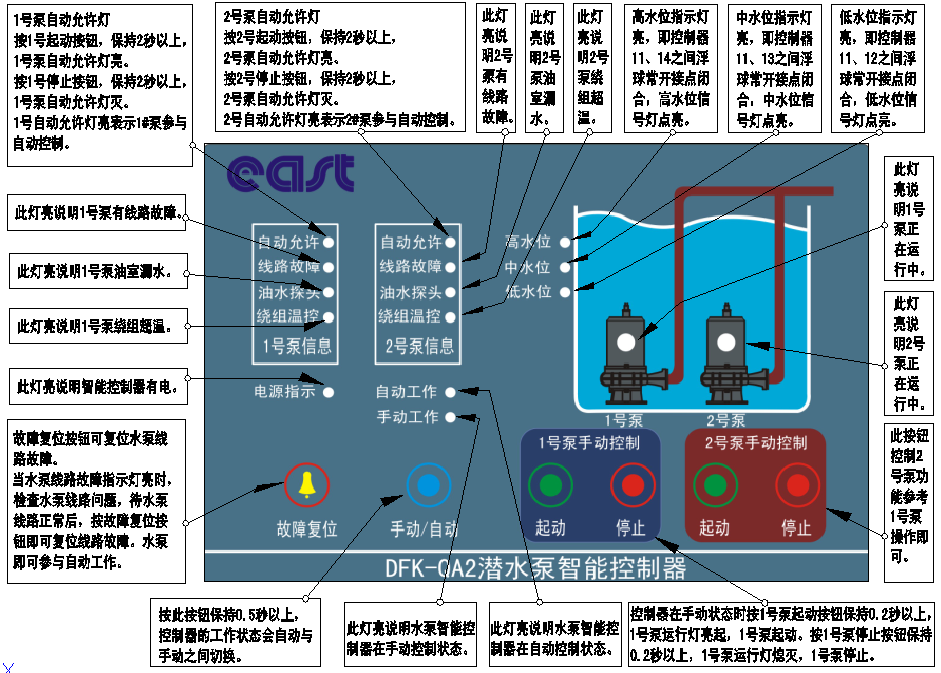 1号泵自动允许灯
按1号起动按钮，保持2秒以上，
1号泵自动允许灯亮。
按1号停止按钮，保持2秒以上，
1号泵自动允许灯灭。
1号自动允许灯亮表示1#泵参与
自动控制。
2号泵自动允许灯
按2号起动按钮，保持2秒以上，
2号泵自动允许灯亮。
按2号停止按钮，保持2秒以上，
2号泵自动允许灯灭。
2号自动允许灯亮表示2#泵参与自动控制。
此灯
亮说
明2号
泵有
线路
故障。
此灯
亮说
明2号
泵油
室漏
水。
此灯
亮说
明2号
泵绕
组超
温。
高水位指示灯
亮，即控制器
11、14之间浮
球常开接点闭
合，高水位信
号灯点亮。
中水位指示灯
亮，即控制器
11、13之间浮
球常开接点闭
合，中水位信
号灯点亮。
低水位指示灯
亮，即控制器
11、12之间浮
球常开接点闭
合，低水位信
号灯点亮。
此灯亮说明1号泵有线路故障。
此灯亮说明1号泵油室漏水。
此灯亮说明1号泵绕组超温。
此灯亮说明智能控制器有电。
故障复位按钮可复位水泵线
路故障。
当水泵线路故障指示灯亮时，
检查水泵线路问题，待水泵
线路正常后，按故障复位按
钮即可复位线路故障。水泵
即可参与自动工作。
east
自动允许
线路故障
油水探头
绕组温控
1号泵信息
自动允许
线路故障
油水探头
绕组温控
2号泵信息
高水位
中水位
低水位
电源指示
自动工作
手动工作
1号泵
2号泵
故障复位
手动/自动
1号泵手动控制
起动
停止
2号泵手动控制
起动
停止
DFK-QA2潜水泵智能控制器
此灯
亮说
明1号
泵正
在运
行中。
此灯
亮说
明2号
泵正
在运
行中。
此按钮
控制2
号泵功
能参考
1号泵
操作即
可。
按此按钮保持0.5秒以上，
控制器的工作状态会自动与
手动之间切换。
此灯亮说明水泵智能控
制器在手动控制状态。
此灯亮说明水泵智能控
制器在自动控制状态。
控制器在手动状态时按1号泵起动按钮保持0.2秒以上，
1号泵运行灯亮起，1号泵起动。按1号泵停止按钮保持
0.2秒以上，1号泵运行灯熄灭，1号泵停止。